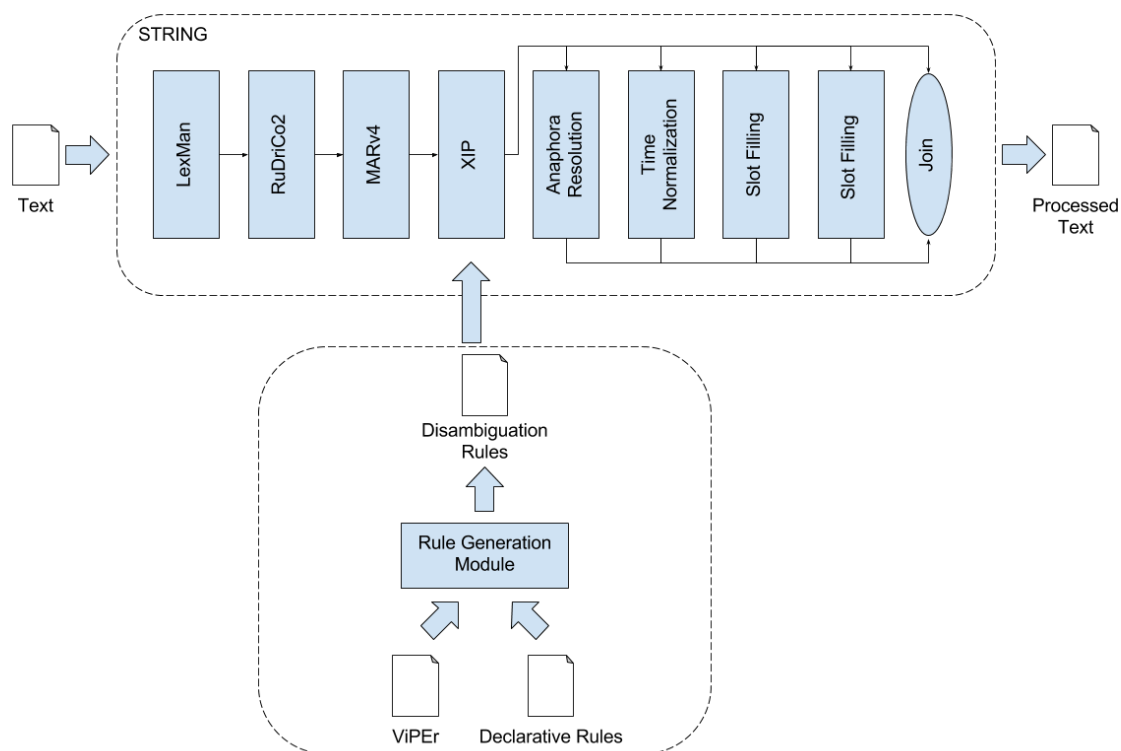 STRING
LexMan
RuDriCo2
MARv4
XIP
Anaphora
Resolution
Time
Normalization
Slot Filling
Slot Filling
Join
Text
Processed
Text
Disambiguation
Rules
Rule Generation
Module
ViPEr
Declarative Rules